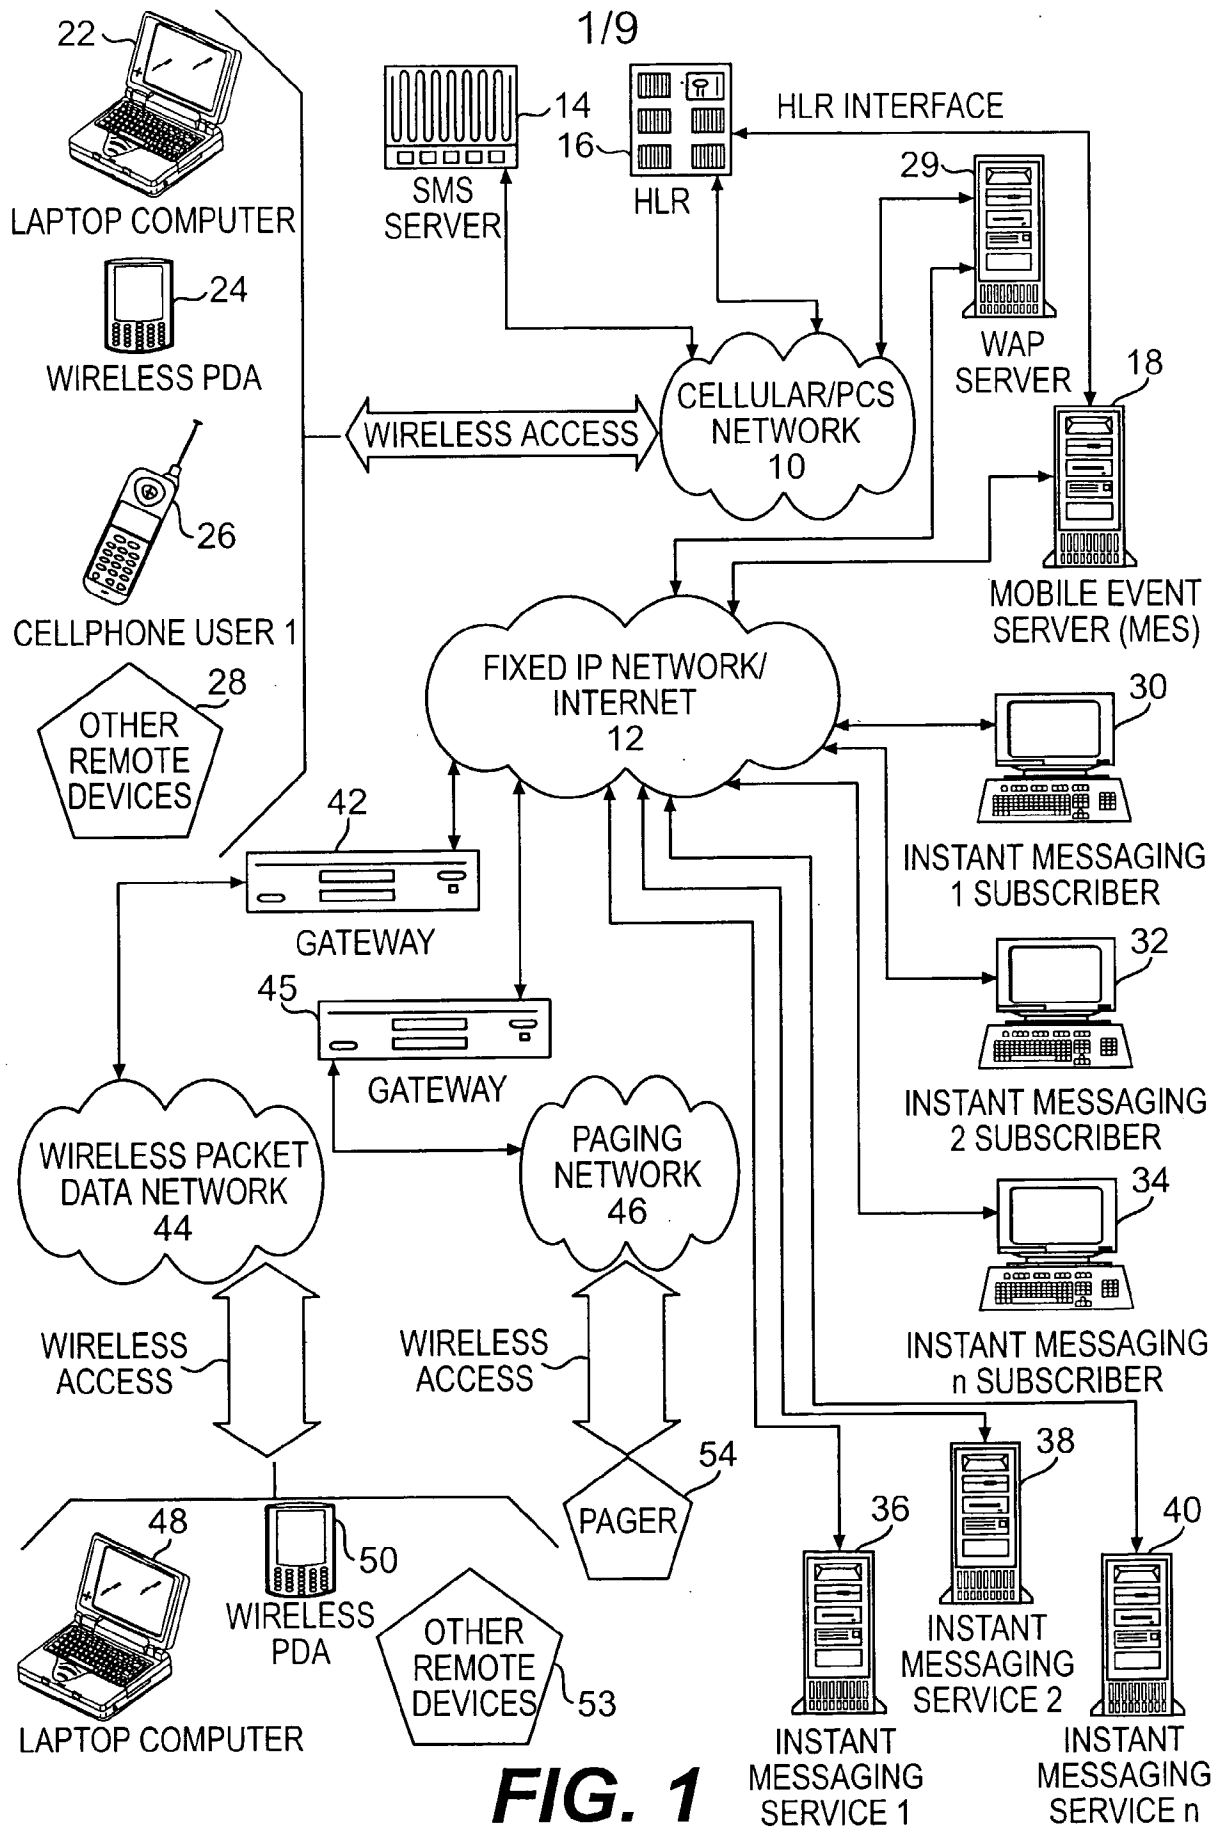 1/9
22
LAPTOP COMPUTER
24
WIRELESS PDA
26
CELLPHONE USER 1
28
OTHER
REMOTE
DEVICES
14
SMS
SERVER
16
HLR
HLR INTERFACE
29
WAP
SERVER
18
MOBILE EVENT
SERVER (MES)
WIRELESS ACCESS
CELLULAR/PCS
NETWORK
10
FIXED IP NETWORK/
INTERNET
12
30
INSTANT MESSAGING
1 SUBSCRIBER
32
INSTANT MESSAGING
2 SUBSCRIBER
34
INSTANT MESSAGING
n SUBSCRIBER
42
GATEWAY
45
GATEWAY
WIRELESS PACKET
DATA NETWORK
44
PAGING
NETWORK
46
WIRELESS
ACCESS
WIRELESS
ACCESS
54
PAGER
48
LAPTOP COMPUTER
50
WIRELESS
PDA
OTHER
REMOTE
DEVICES
53
36
INSTANT
MESSAGING
SERVICE 1
38
INSTANT
MESSAGING
SERVICE 2
40
INSTANT
MESSAGING
SERVICE n
FIG. 1